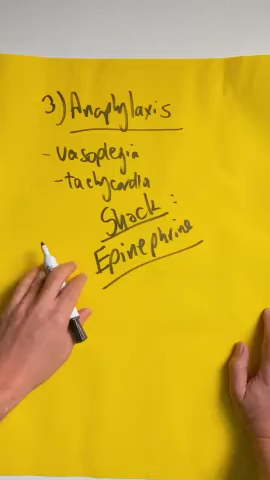 3) Anaphylaxis
- vasoplegia
- tachycardia
Shock:
Epinephrine